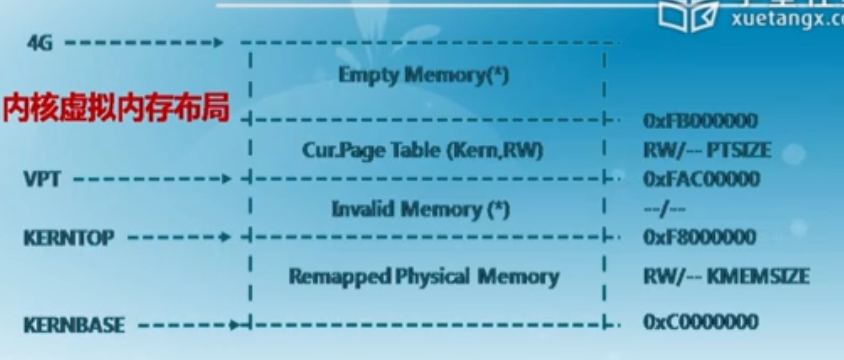 xuetangx.co
4G
Empty Memory(*)
内核虚拟内存布局
0xFB000000
Cur.Page Table (Kern,RW)
RW/-- PTSIZE
VPT
0xFAC00000
Invalid Memory (*)
--/--
KERNTOP
0xF8000000
Remapped Physical Memory
RW/-- KMEMSIZE
KERNBASE
0xC0000000